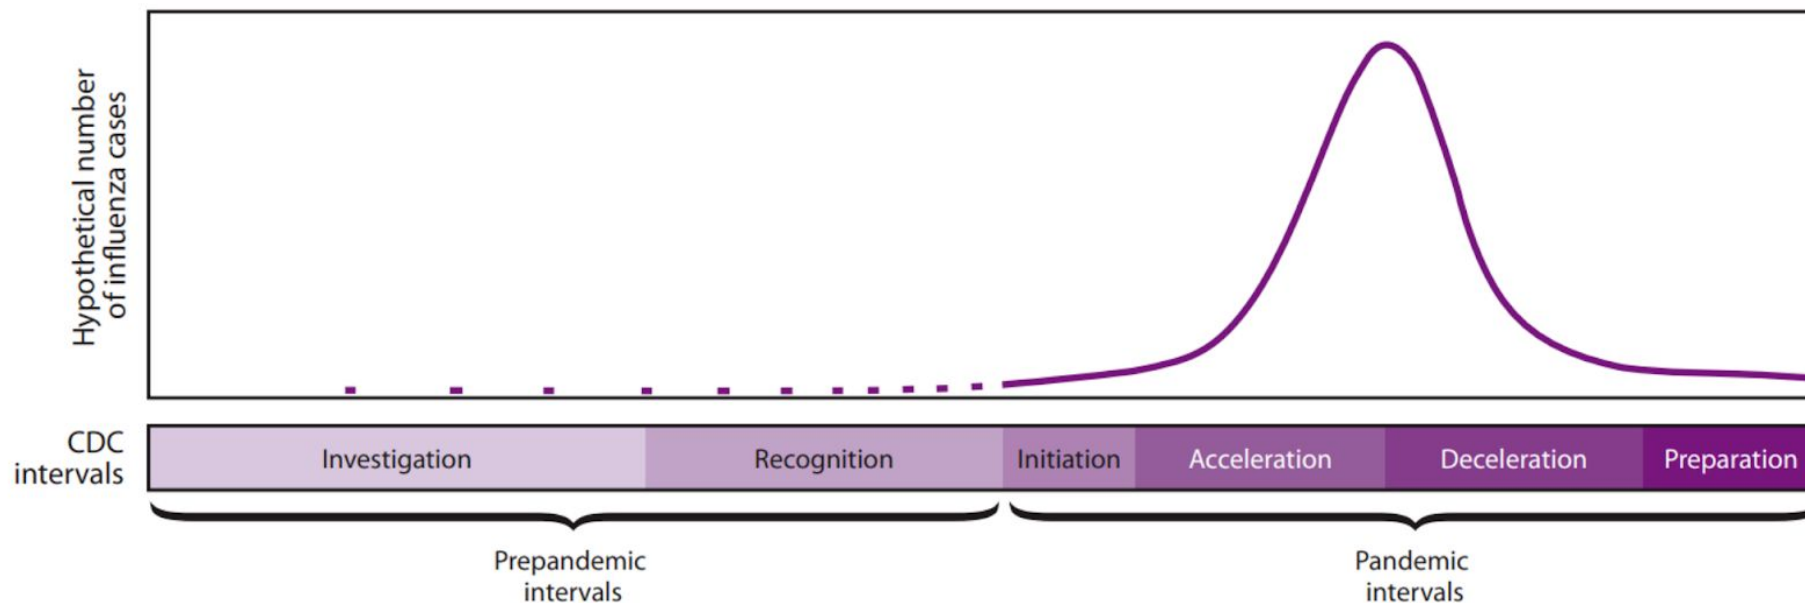 Hypothetical number
of influenza cases
CDC
intervals
Investigation
Recognition
Initiation
Acceleration
Deceleration
Preparation
Prepandemic
intervals
Pandemic
intervals